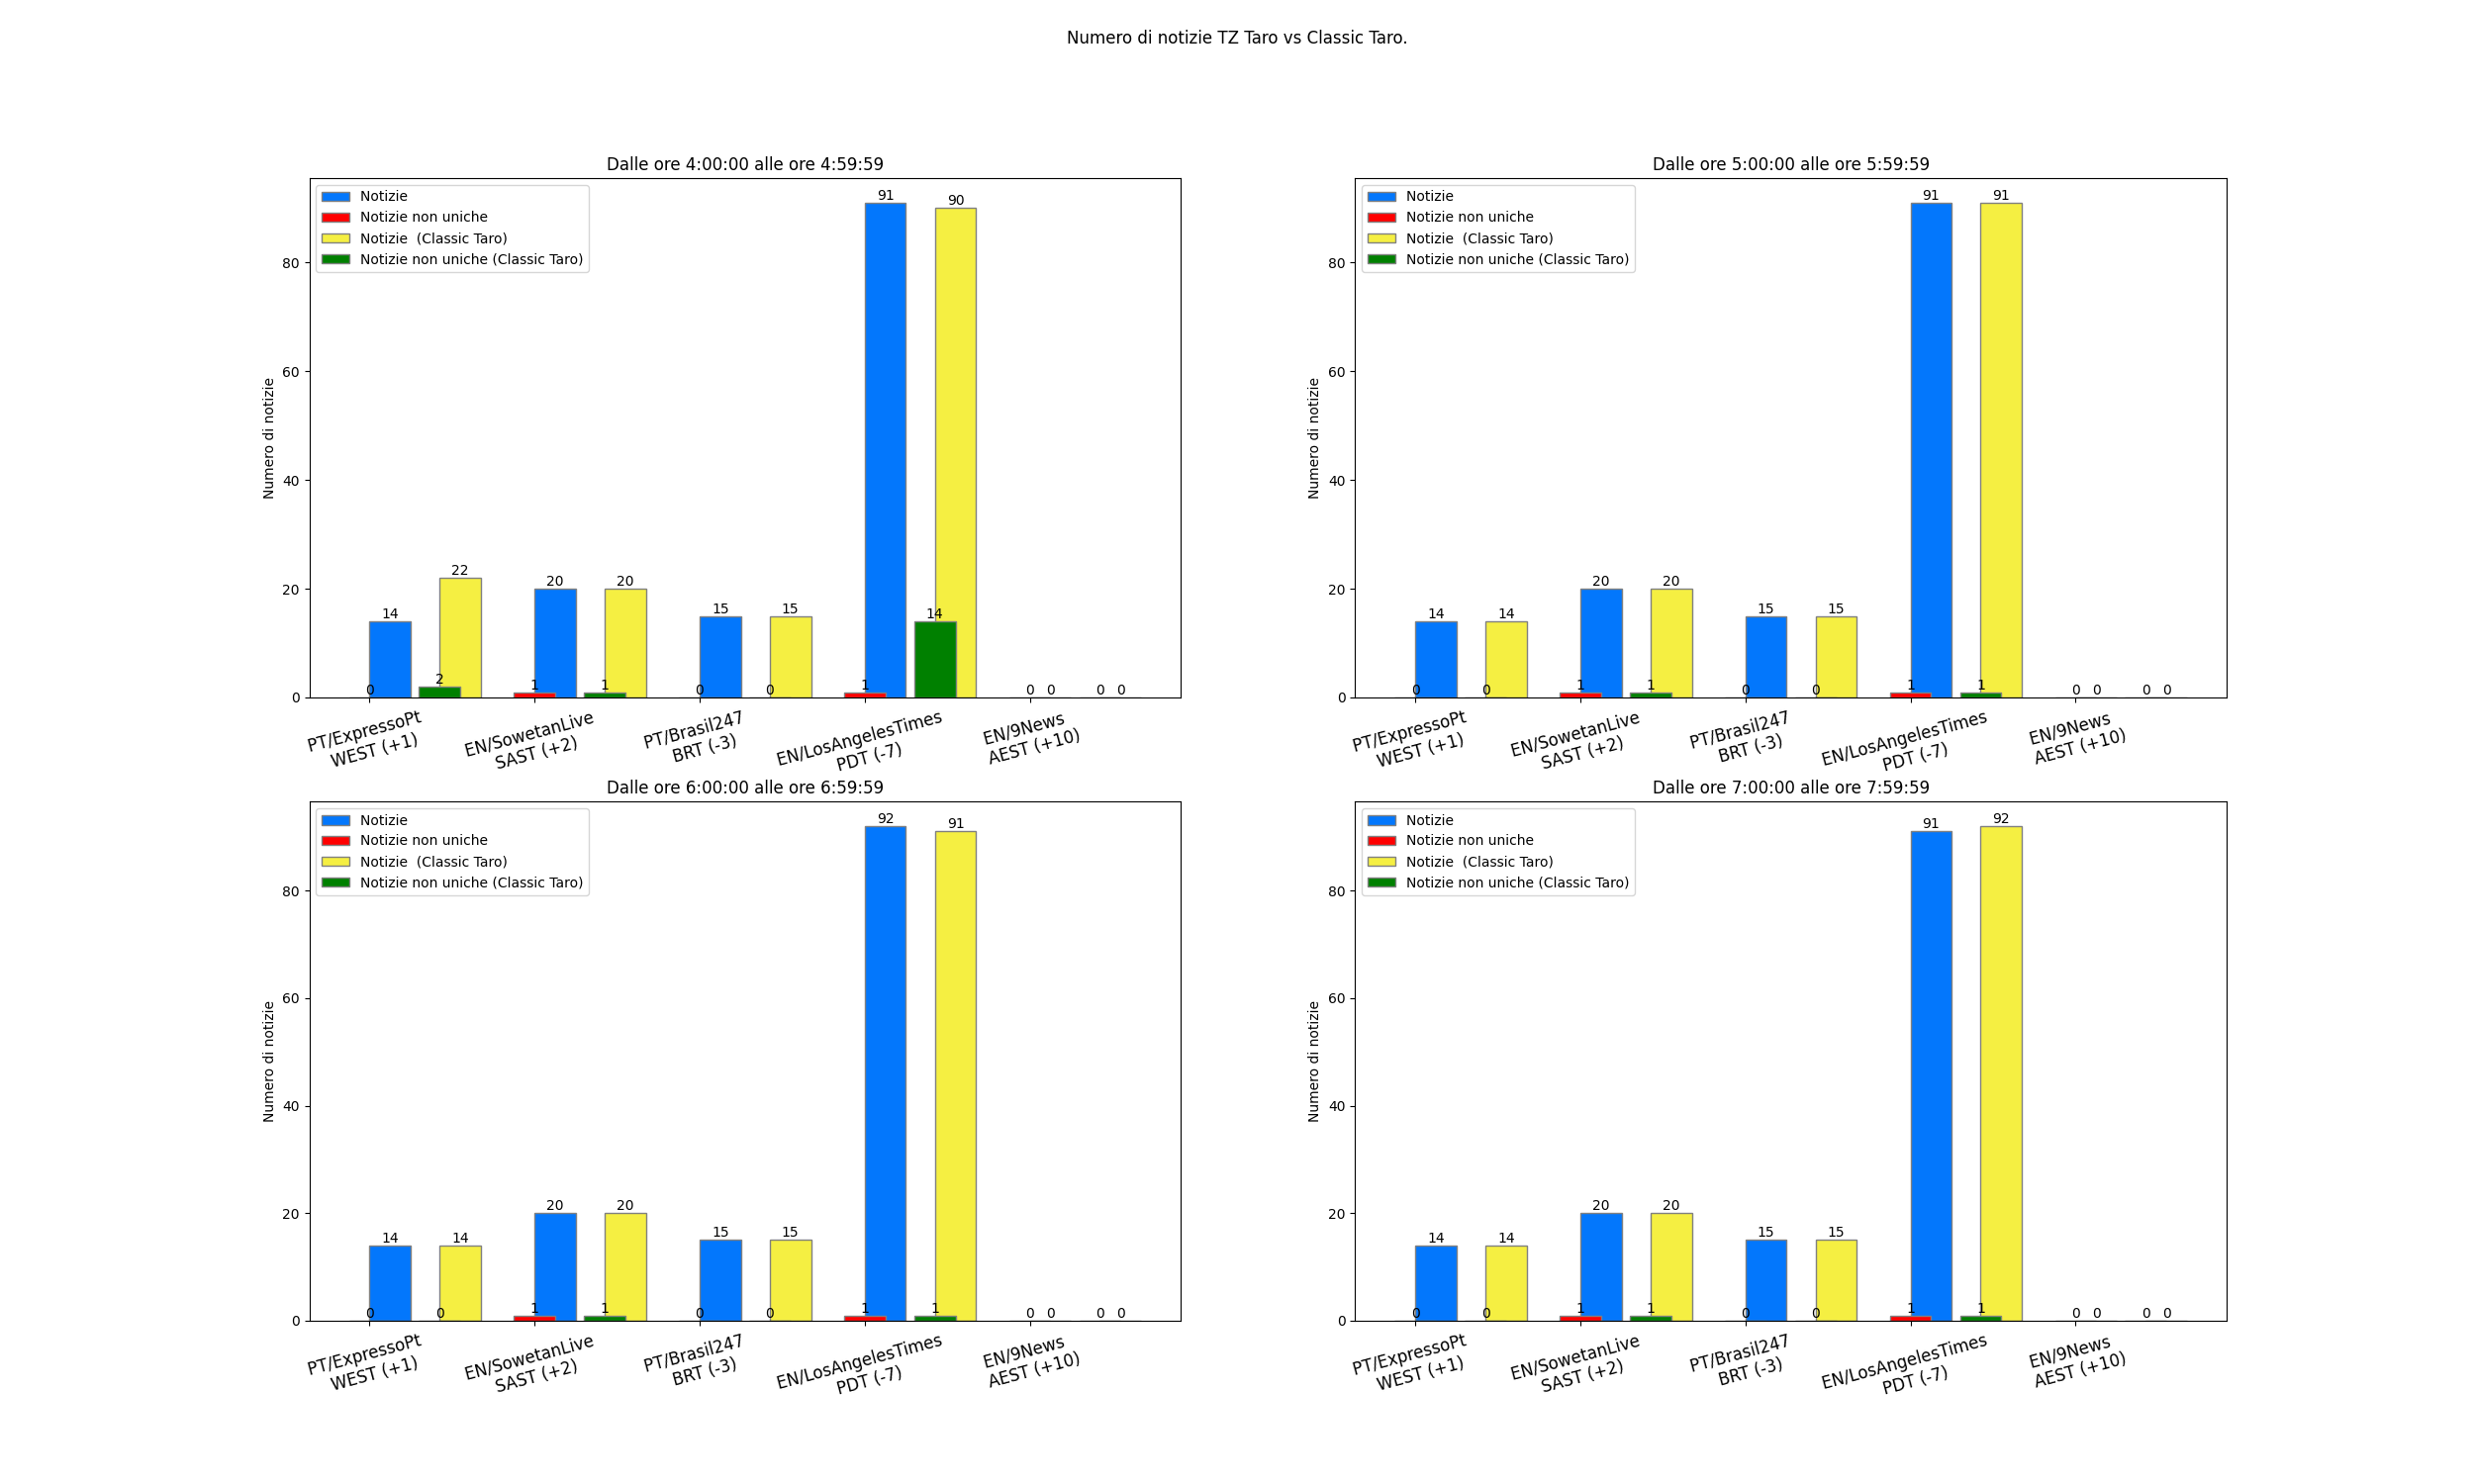 Numero di notizie TZ Taro vs Classic Taro.
Dalle ore 4:00:00 alle ore 4:59:59
Notizie
Notizie non uniche
Notizie  (Classic Taro)
Notizie non uniche (Classic Taro)
Numero di notizie
80
60
40
20
0
14
0
22
2
20
1
20
1
15
0
15
0
91
1
90
14
0 0 0 0
PT/ExpressoPt
WEST (+1)
EN/SowetanLive
SAST (+2)
PT/Brasil247
BRT (-3)
EN/LosAngelesTimes
PDT (-7)
EN/9News
AEST (+10)
Dalle ore 5:00:00 alle ore 5:59:59
Notizie
Notizie non uniche
Notizie  (Classic Taro)
Notizie non uniche (Classic Taro)
Numero di notizie
80
60
40
20
0
14
0
14
0
20
1
20
1
15
0
15
0
91
1
91
1
0 0 0 0
PT/ExpressoPt
WEST (+1)
EN/SowetanLive
SAST (+2)
PT/Brasil247
BRT (-3)
EN/LosAngelesTimes
PDT (-7)
EN/9News
AEST (+10)
Dalle ore 6:00:00 alle ore 6:59:59
Notizie
Notizie non uniche
Notizie  (Classic Taro)
Notizie non uniche (Classic Taro)
Numero di notizie
80
60
40
20
0
14
0
14
0
20
1
20
1
15
0
15
0
92
1
91
1
0 0 0 0
PT/ExpressoPt
WEST (+1)
EN/SowetanLive
SAST (+2)
PT/Brasil247
BRT (-3)
EN/LosAngelesTimes
PDT (-7)
EN/9News
AEST (+10)
Dalle ore 7:00:00 alle ore 7:59:59
Notizie
Notizie non uniche
Notizie  (Classic Taro)
Notizie non uniche (Classic Taro)
Numero di notizie
80
60
40
20
0
14
0
14
0
20
1
20
1
15
0
15
0
91
1
92
1
0 0 0 0
PT/ExpressoPt
WEST (+1)
EN/SowetanLive
SAST (+2)
PT/Brasil247
BRT (-3)
EN/LosAngelesTimes
PDT (-7)
EN/9News
AEST (+10)